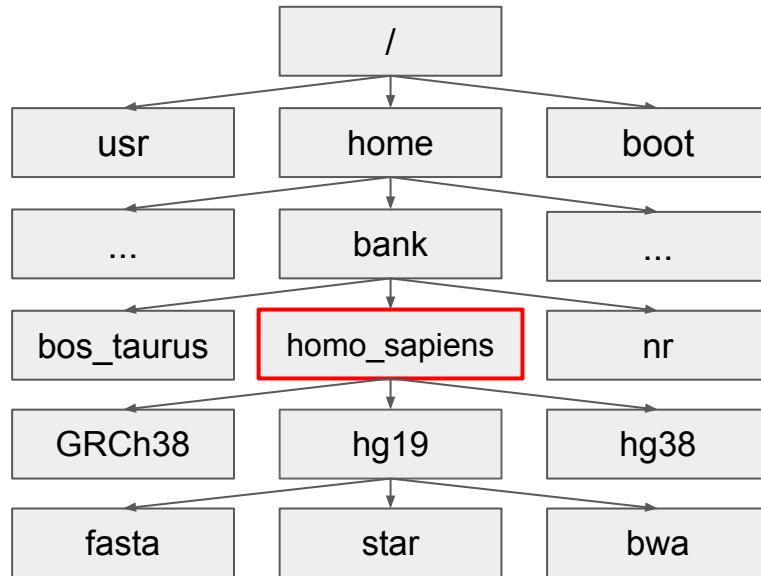 /
usr home boot
... bank ...
bos_taurus homo_sapiens nr
GRCh38 hg19 hg38
fasta star bwa